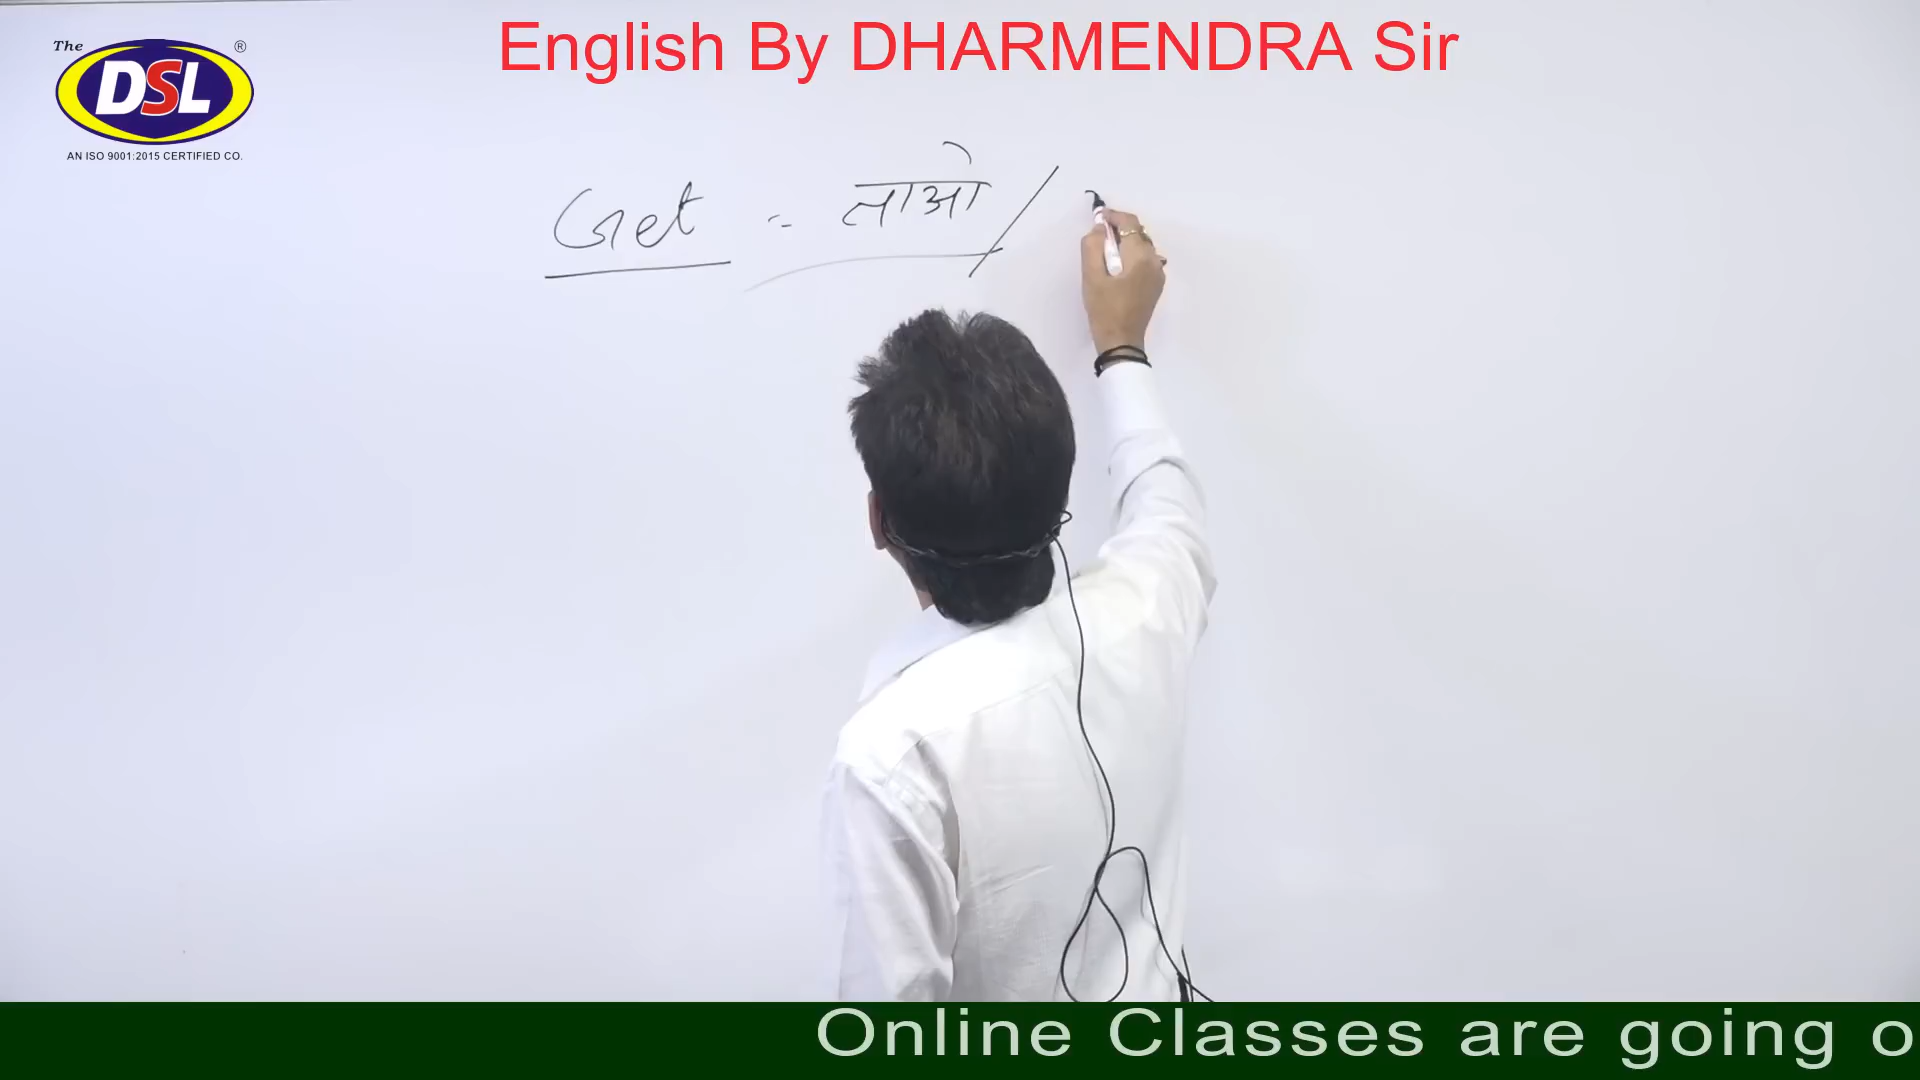 English By DHARMENDRA Sir
The
DSL
®
AN ISO 9001:2015 CERTIFIED CO.
Get = लाओ /
Online Classes are going o